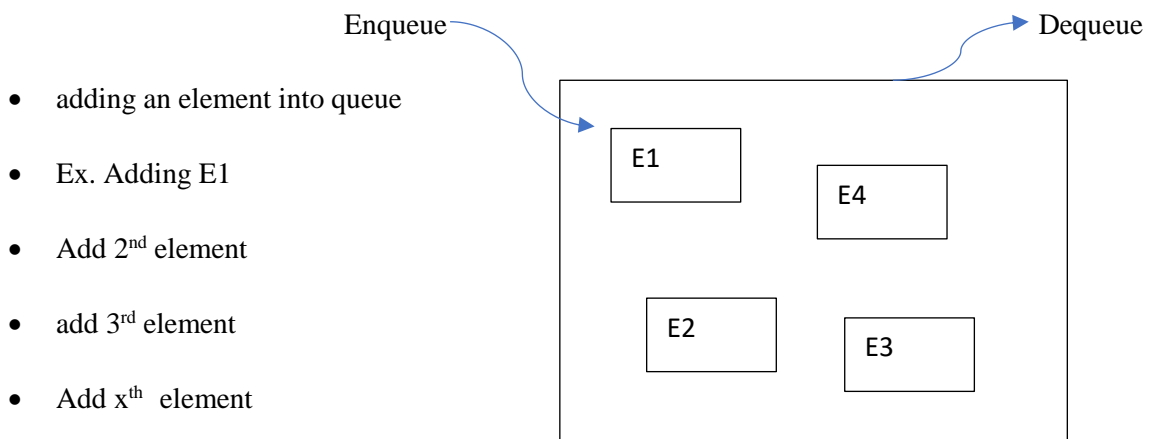 Enqueue Dequeue
• adding an element into queue
• Ex. Adding E1
• Add 2nd element
• add 3rd element
• Add xth element
E1
E4
E2
E3